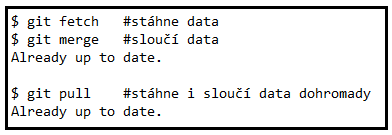 $ git fetch   #stáhne data
$ git merge   #sloučí data
Already up to date.
$ git pull    #stáhne i sloučí data dohromady
Already up to date.